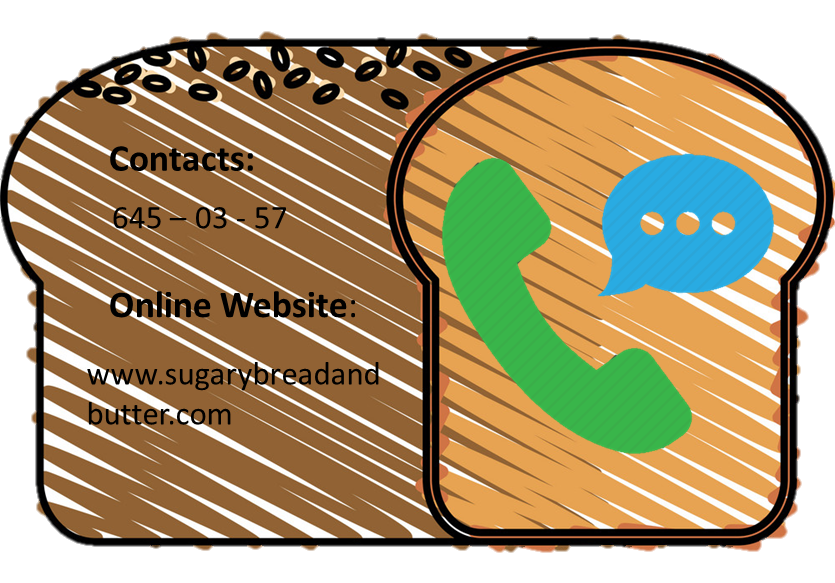 Contacts:
645 – 03 - 57
Online Website:
www.sugarybreadand
butter.com